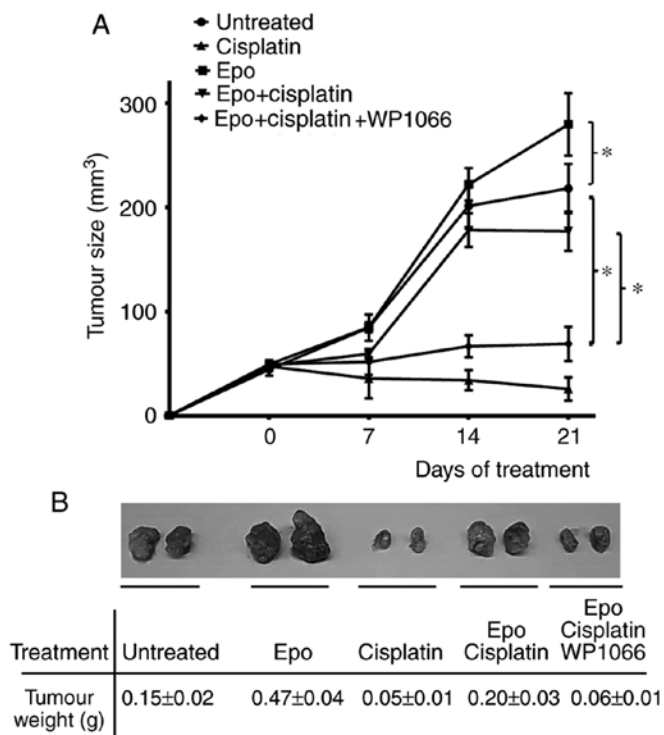 A
Untreated
Cisplatin
Epo
Epo+cisplatin
Epo+cisplatin+WP1066
Tumour size (mm³)
300
200
100
0
*
*
*
0 7 14 21
Days of treatment
B
Treatment Untreated Epo Cisplatin Epo Cisplatin Epo Cisplatin WP1066
Tumour weight (g) 0.15±0.02 0.47±0.04 0.05±0.01 0.20±0.03 0.06±0.01